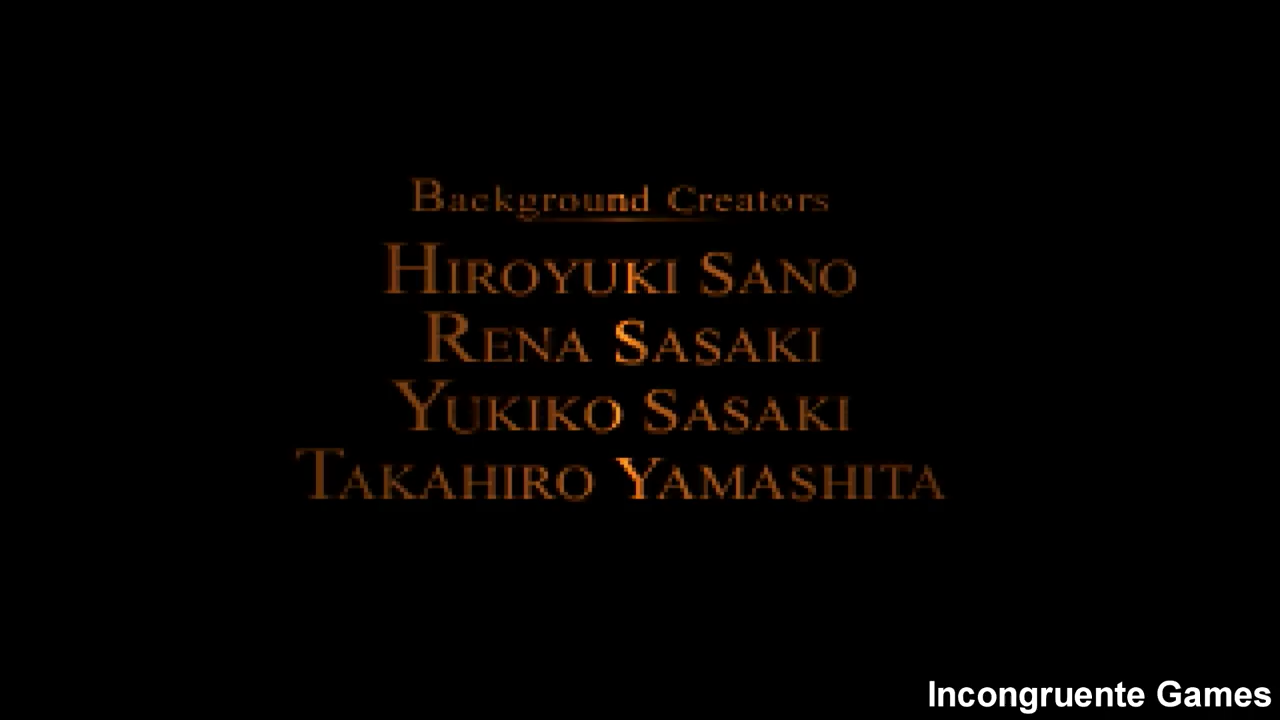 Background Creators
Hiroyuki Sano
Rena Sasaki
Yukiko Sasaki
Takahiro Yamashita
Incongruente Games